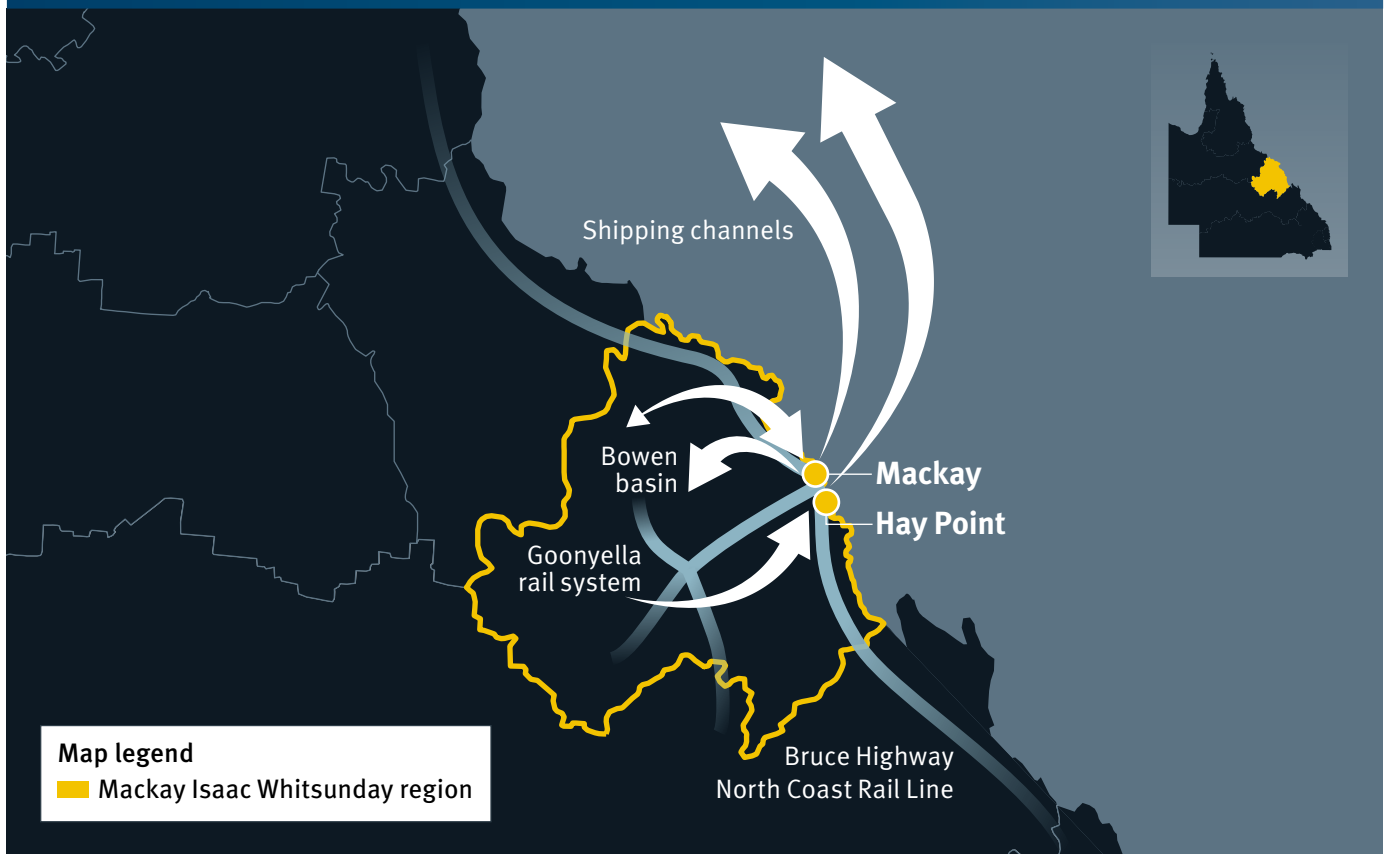 Shipping channels
Bowen
basin
Mackay
Hay Point
Goonyella
rail system
Bruce Highway
North Coast Rail Line
Map legend
Mackay Isaac Whitsunday region